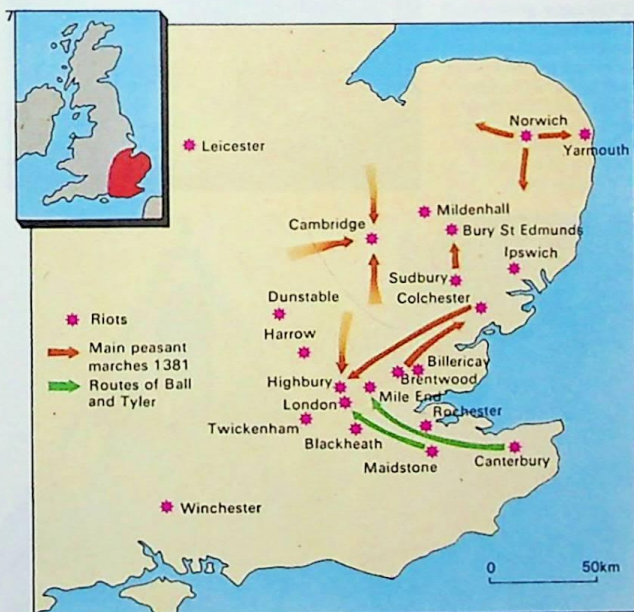 7
Norwich
Yarmouth
Leicester
Mildenhall
Cambridge
Bury St Edmunds
Ipswich
Sudbury
Colchester
Dunstable
Riots
Harrow
Main peasant
marches 1381
Billericay
Brentwood
Routes of Ball
and Tyler
Highbury
Mile End
London
Rochester
Twickenham
Blackheath
Maidstone
Canterbury
Winchester
0 50km